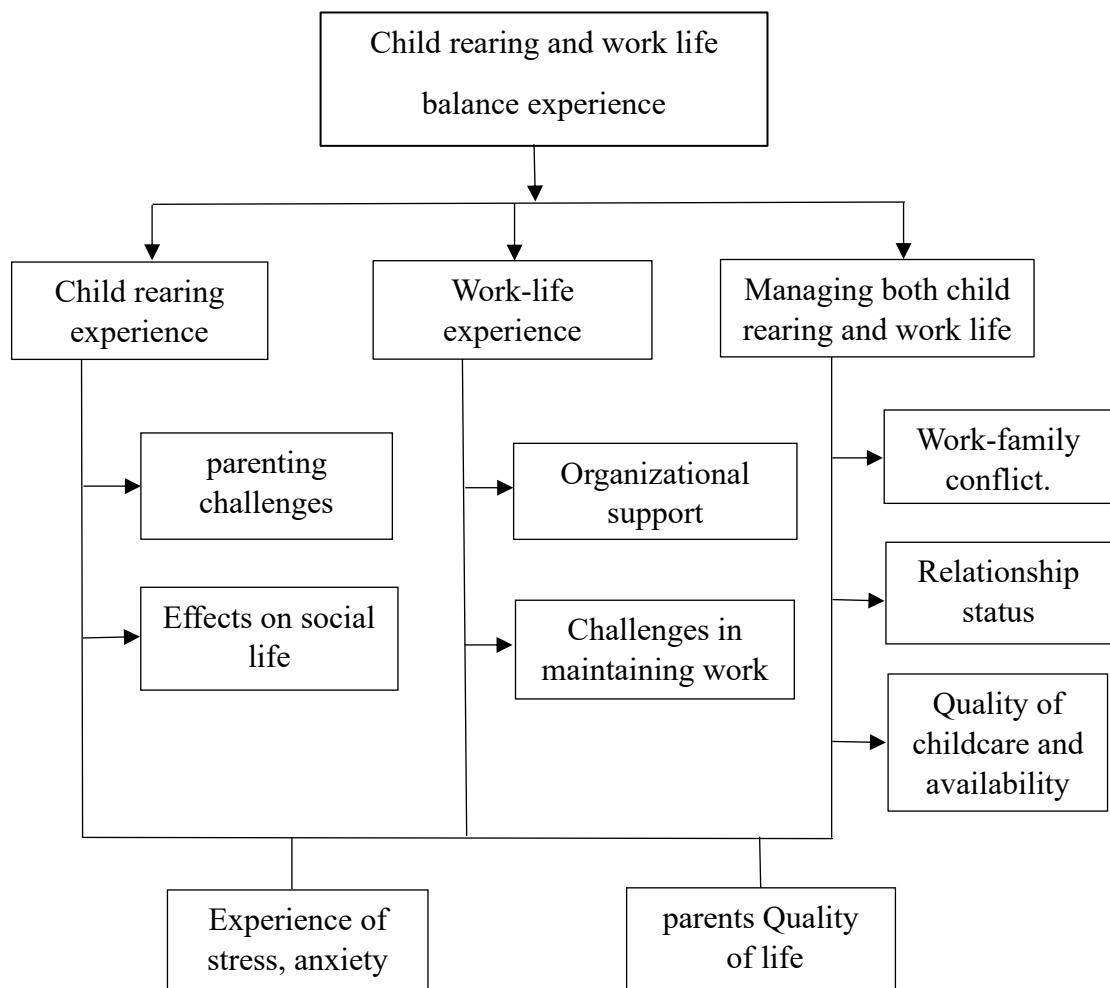 Child rearing and work life
balance experience
Child rearing
experience
Work-life
experience
Managing both child
rearing and work life
parenting
challenges
Organizational
support
Work-family
conflict.
Effects on social
life
Challenges in
maintaining work
Relationship
status
Quality of
childcare and
availability
Experience of
stress, anxiety
parents Quality
of life